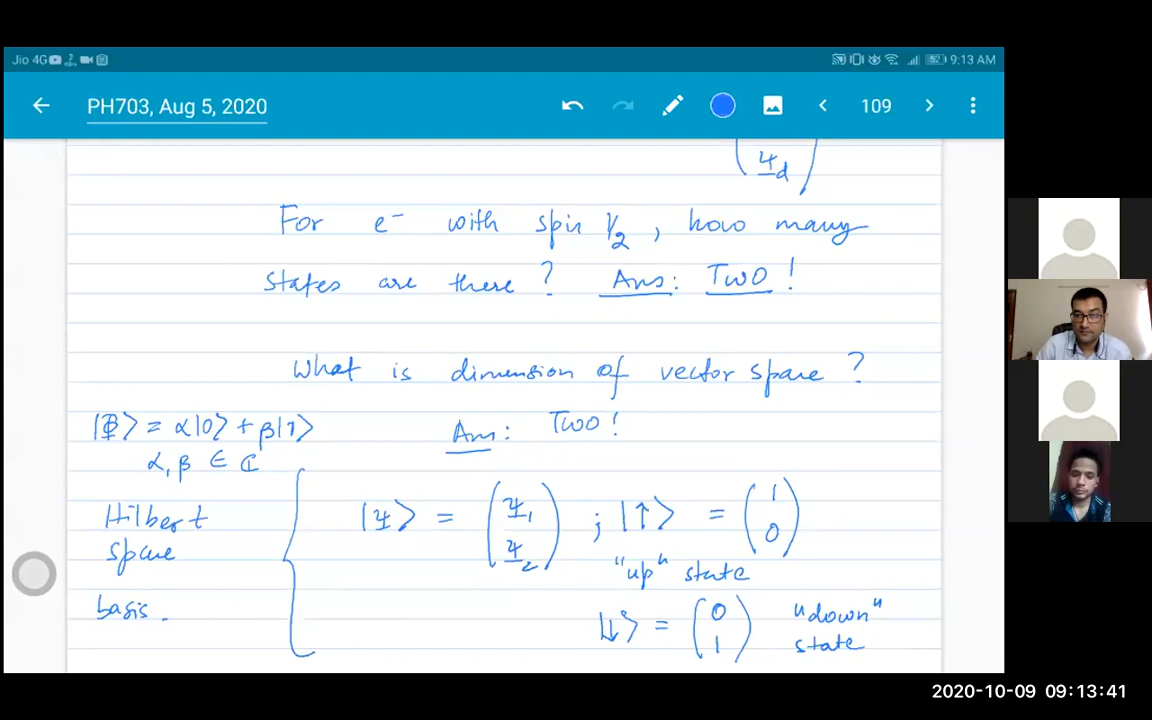 Jio 4G 9:13 AM
PH703, Aug 5, 2020
109
Ψd
For e⁻ with spin 1/2, how many
states are there? Ans: TWO!
What is dimension of vector space?
|Φ> = α|0> + β|1>
Ans: TWO!
α, β ∈ ℂ
Hilbert
space
basis.
|Ψ> = (Ψ1 Ψ2) ; |↑> = (1 0)
"up" state
|↓> = (0 1) "down"
state
2020-10-09 09:13:41